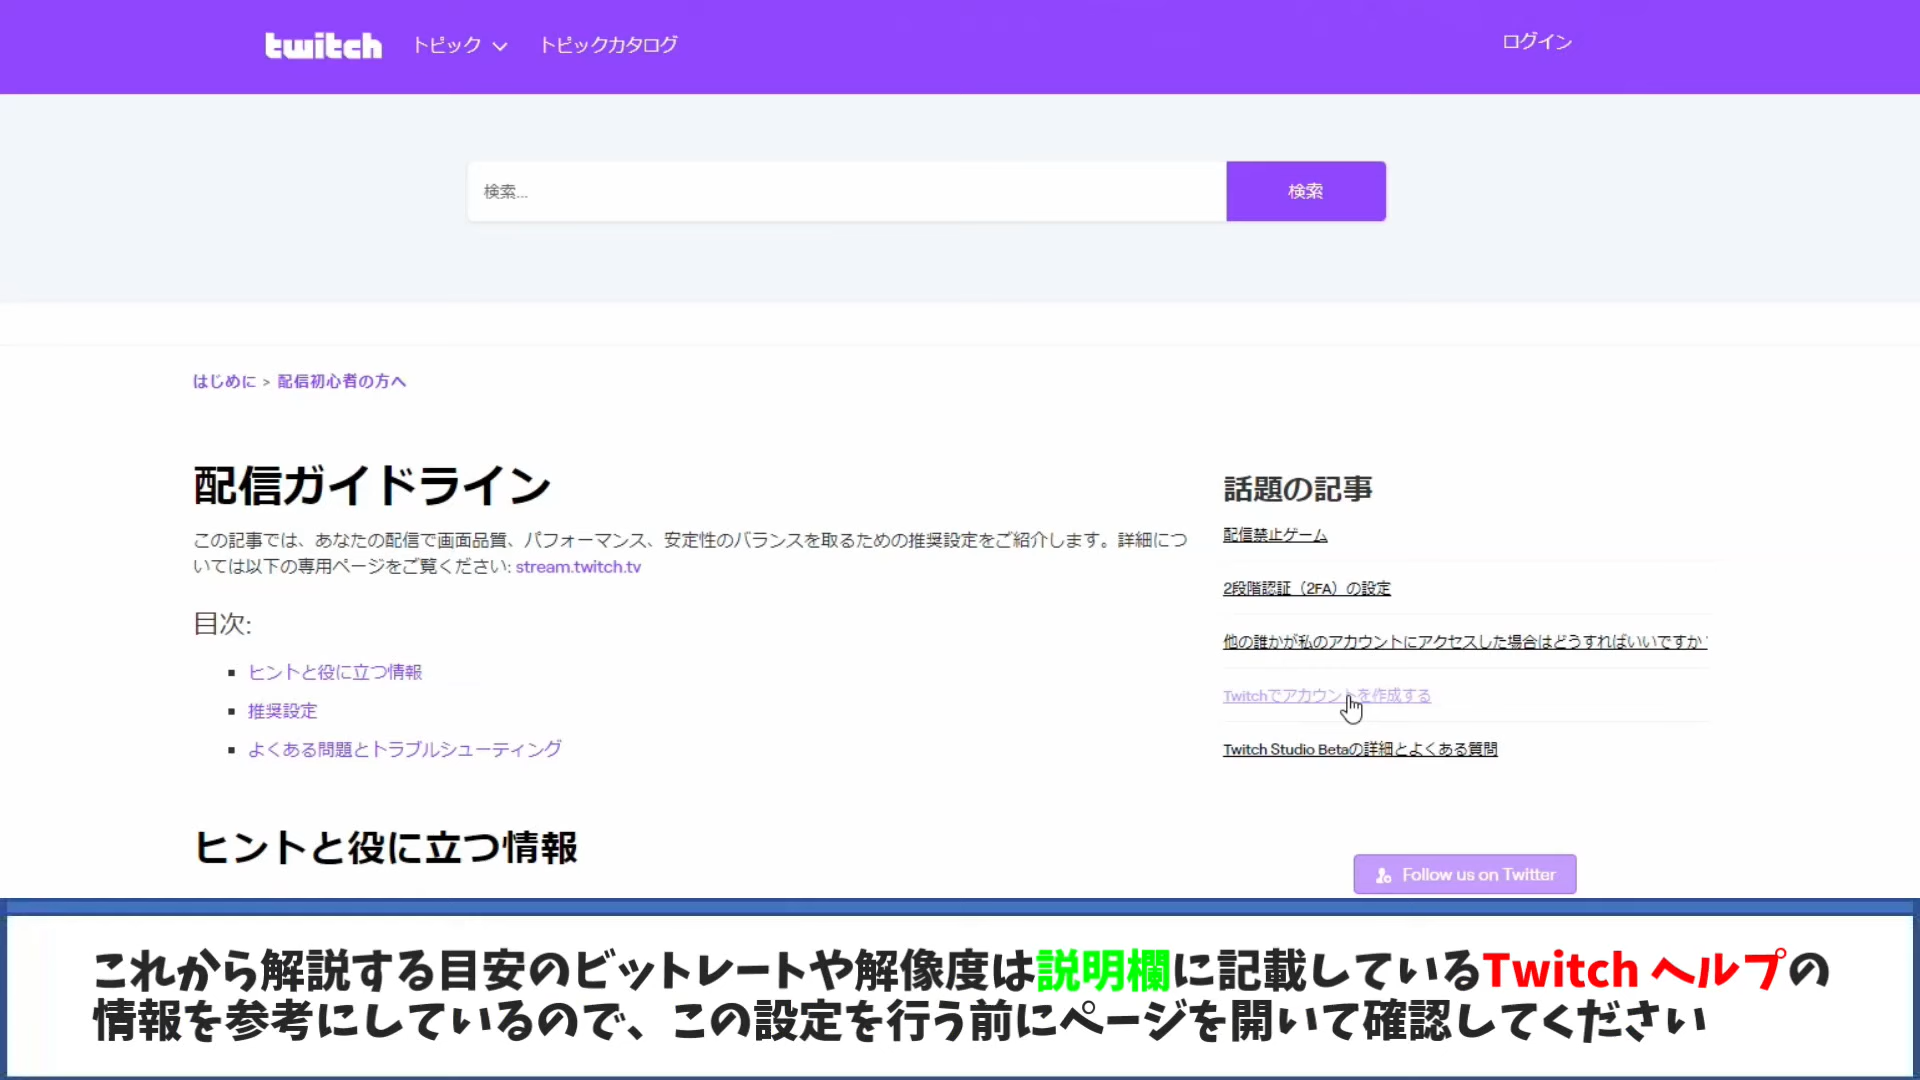 twitch トピック トピックカタログ ログイン
検索... 検索
はじめに > 配信初心者の方へ
配信ガイドライン
この記事では、あなたの配信で画面品質、パフォーマンス、安定性のバランスを取るための推奨設定をご紹介します。詳細につ
いては以下の専用ページをご覧ください: stream.twitch.tv
目次:
ヒントと役に立つ情報
推奨設定
よくある問題とトラブルシューティング
ヒントと役に立つ情報
話題の記事
配信禁止ゲーム
2段階認証（2FA）の設定
他の誰かが私のアカウントにアクセスした場合はどうすればいいですか
Twitchでアカウントを作成する
Twitch Studio Betaの詳細とよくある質問
Follow us on Twitter
これから解説する目安のビットレートや解像度は説明欄に記載しているTwitch ヘルプの
情報を参考にしているので、この設定を行う前にページを開いて確認してください